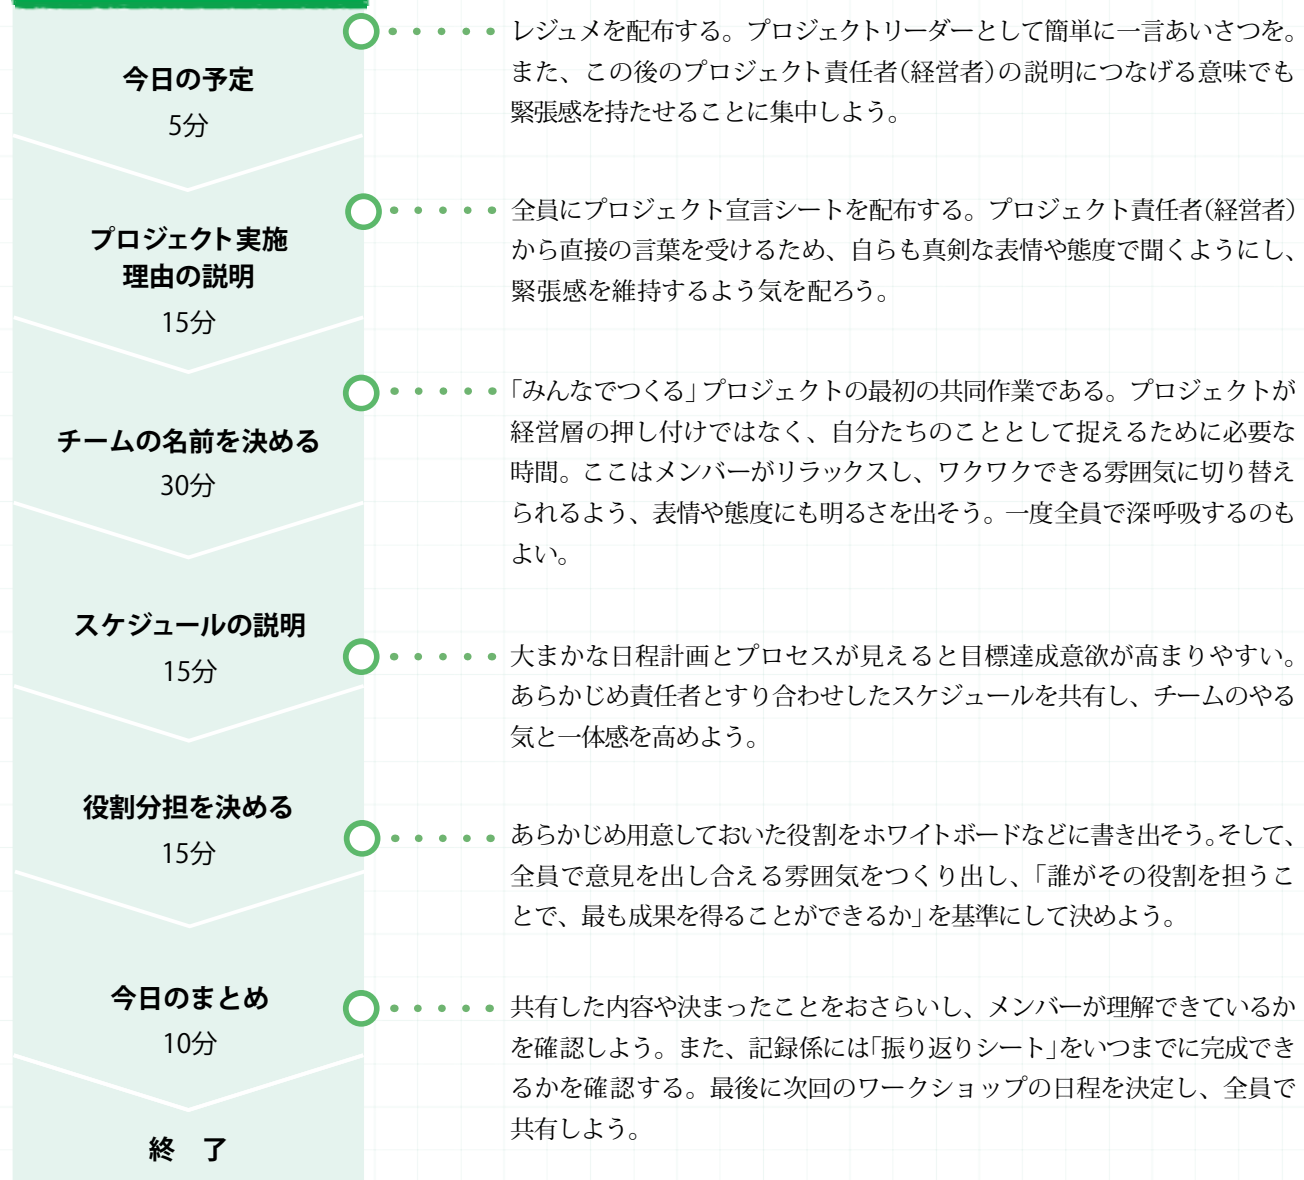 今日の予定
5分
レジュメを配布する。プロジェクトリーダーとして簡単に一言あいさつを。
また、この後のプロジェクト責任者(経営者)の説明につなげる意味でも
緊張感を持たせることに集中しよう。
プロジェクト実施
理由の説明
15分
全員にプロジェクト宣言シートを配布する。プロジェクト責任者(経営者)
から直接の言葉を受けるため、自らも真剣な表情や態度で聞くようにし、
緊張感を維持するよう気を配ろう。
チームの名前を決める
30分
「みんなでつくる」プロジェクトの最初の共同作業である。プロジェクトが
経営層の押し付けではなく、自分たちのこととして捉えるために必要な
時間。ここはメンバーがリラックスし、ワクワクできる雰囲気に切り替え
られるよう、表情や態度にも明るさを出そう。一度全員で深呼吸するのも
よい。
スケジュールの説明
15分
大まかな日程計画とプロセスが見えると目標達成意欲が高まりやすい。
あらかじめ責任者とすり合わせしたスケジュールを共有し、チームのやる
気と一体感を高めよう。
役割分担を決める
15分
あらかじめ用意しておいた役割をホワイトボードなどに書き出そう。そして、
全員で意見を出し合える雰囲気をつくり出し、「誰がその役割を担うこ
とで、最も成果を得ることができるか」を基準にして決めよう。
今日のまとめ
10分
共有した内容や決まったことをおさらいし、メンバーが理解できているか
を確認しよう。また、記録係には「振り返りシート」をいつまでに完成でき
るかを確認する。最後に次回のワークショップの日程を決定し、全員で
共有しよう。
終　了